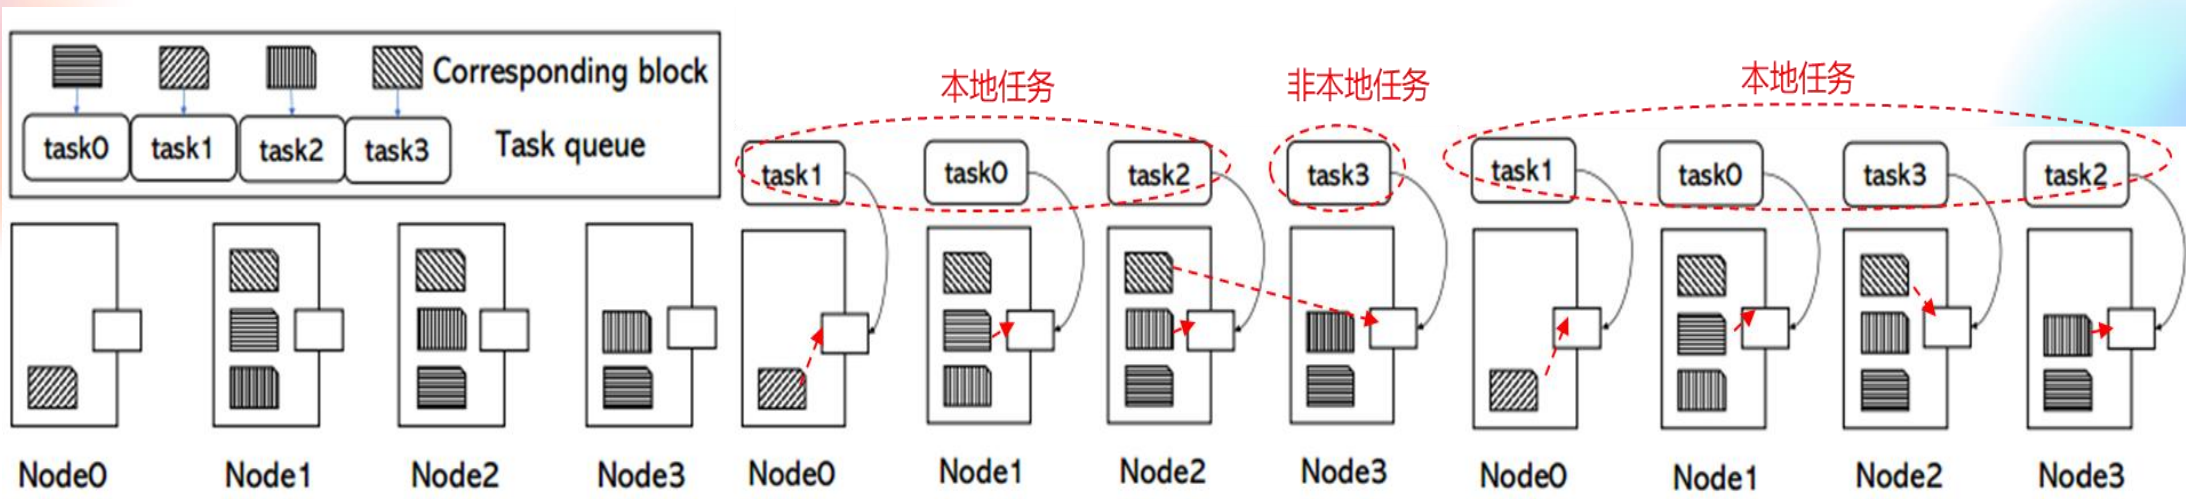 Corresponding block
task0 task1 task2 task3 Task queue
Node0 Node1 Node2 Node3
本地任务 非本地任务
task1 task0 task2 task3
Node0 Node1 Node2 Node3
本地任务
task1 task0 task3 task2
Node0 Node1 Node2 Node3